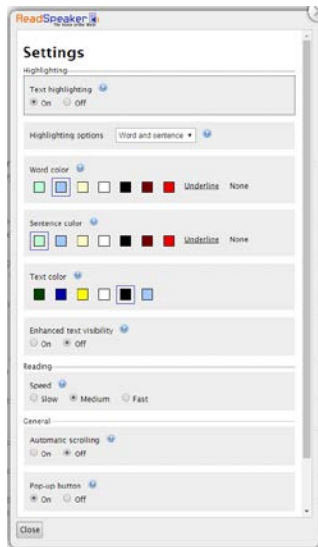 ReadSpeaker
Settings
Highlighting
Text highlighting
On Off
Highlighting options Word and sentence
Word color
Underline None
Sentence color
Underline None
Text color
Enhanced text visibility
On Off
Reading
Speed
Slow Medium Fast
General
Automatic scrolling
On Off
Pop-up button
On Off
Close